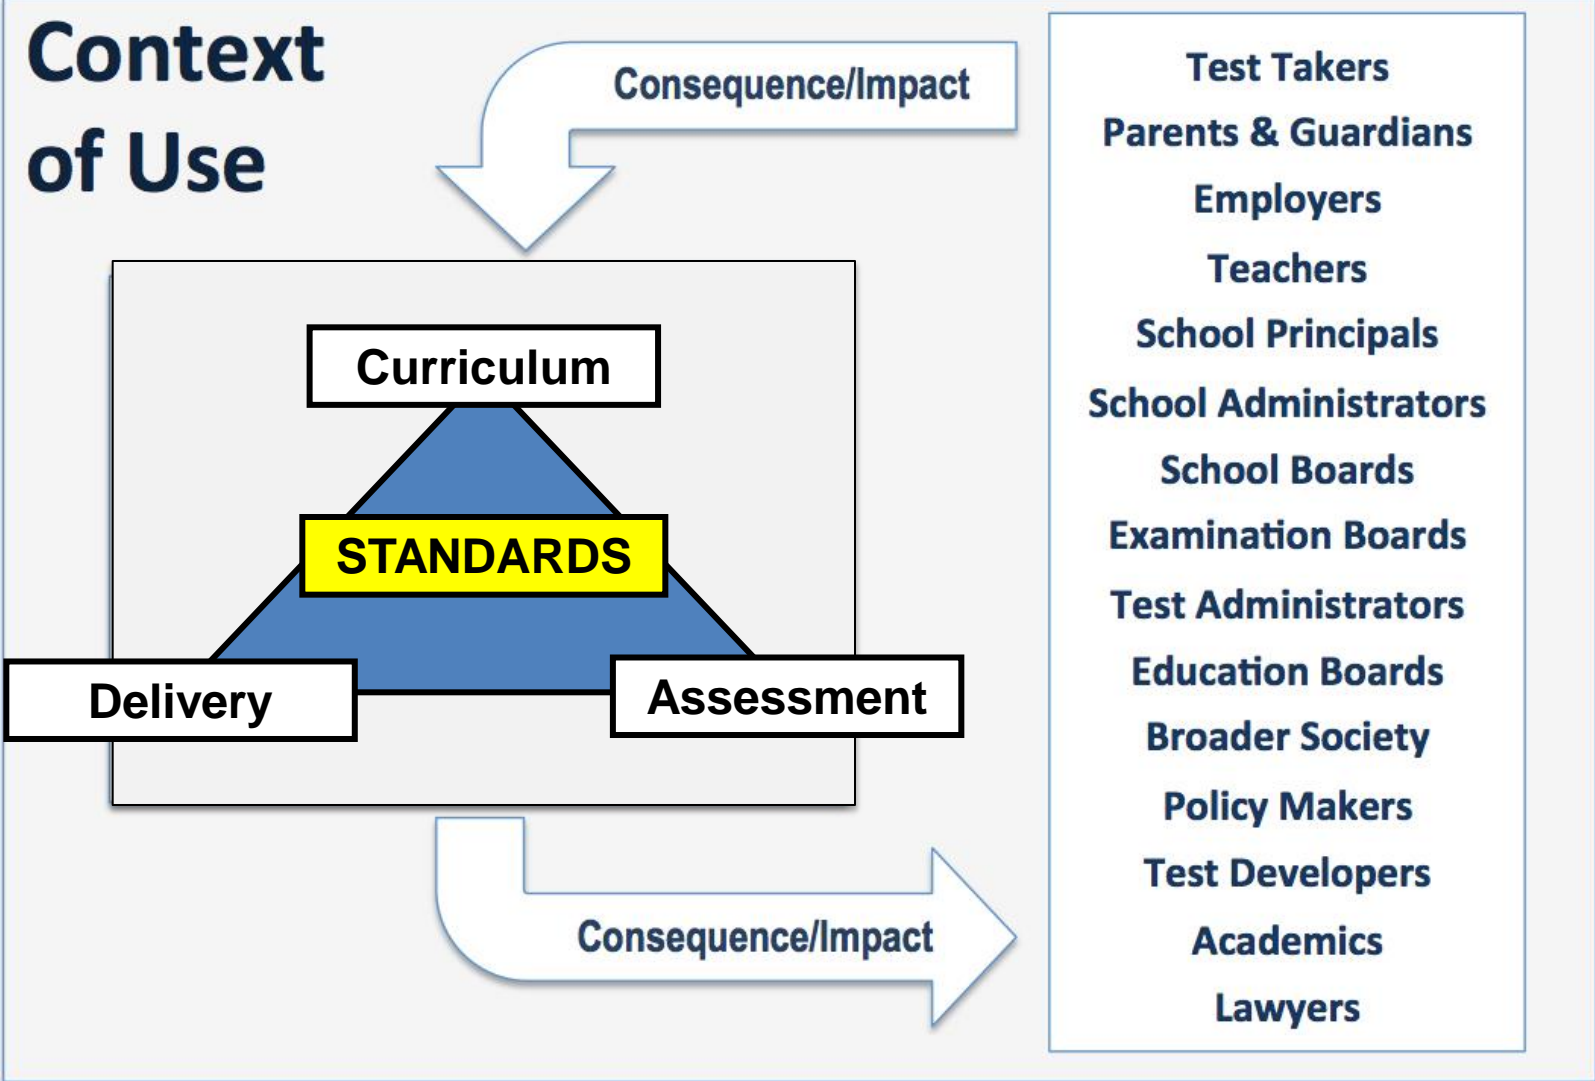 Context
of Use
Consequence/Impact
Curriculum
STANDARDS
Delivery
Assessment
Consequence/Impact
Test Takers
Parents & Guardians
Employers
Teachers
School Principals
School Administrators
School Boards
Examination Boards
Test Administrators
Education Boards
Broader Society
Policy Makers
Test Developers
Academics
Lawyers